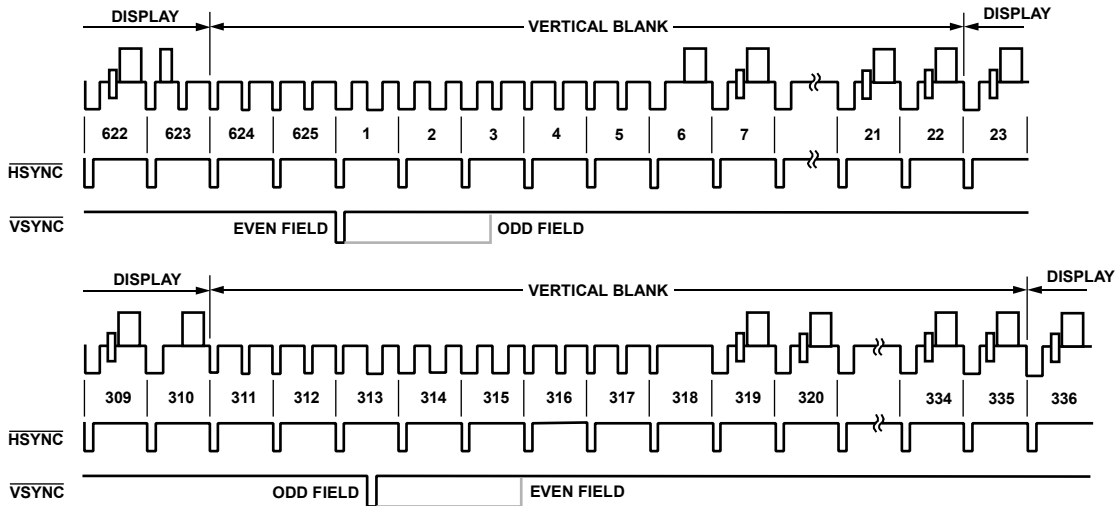 DISPLAY VERTICAL BLANK DISPLAY
622 623 624 625 1 2 3 4 5 6 7 21 22 23
HSYNC
VSYNC EVEN FIELD ODD FIELD
DISPLAY VERTICAL BLANK DISPLAY
309 310 311 312 313 314 315 316 317 318 319 320 334 335 336
HSYNC
VSYNC ODD FIELD EVEN FIELD